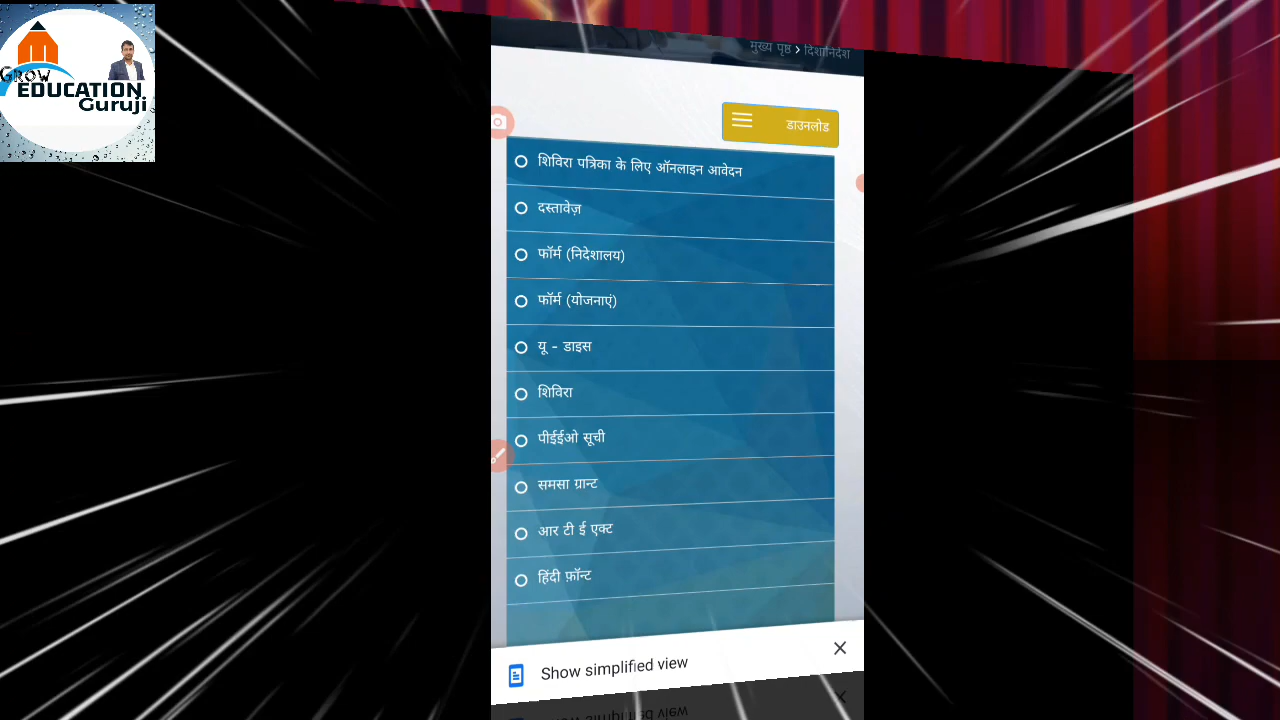 GROW
EDUCATION
Guruji
मुख्य पृष्ठ > दिशानिर्देश
डाउनलोड
शिविरा पत्रिका के लिए ऑनलाइन आवेदन
दस्तावेज़
फॉर्म (निदेशालय)
फॉर्म (योजनाएं)
यू - डाइस
शिविरा
पीईईओ सूची
समसा ग्रान्ट
आर टी ई एक्ट
हिंदी फ़ॉन्ट
Show simplified view